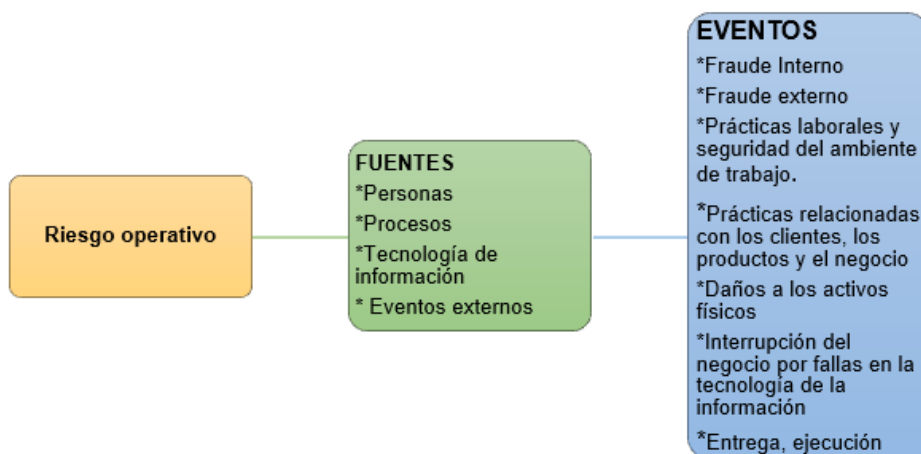 Riesgo operativo
FUENTES
*Personas
*Procesos
*Tecnología de
información
* Eventos externos
EVENTOS
*Fraude Interno
*Fraude externo
*Prácticas laborales y
seguridad del ambiente
de trabajo.
*Prácticas relacionadas
con los clientes, los
productos y el negocio
*Daños a los activos
físicos
*Interrupción del
negocio por fallas en la
tecnología de la
información
*Entrega, ejecución